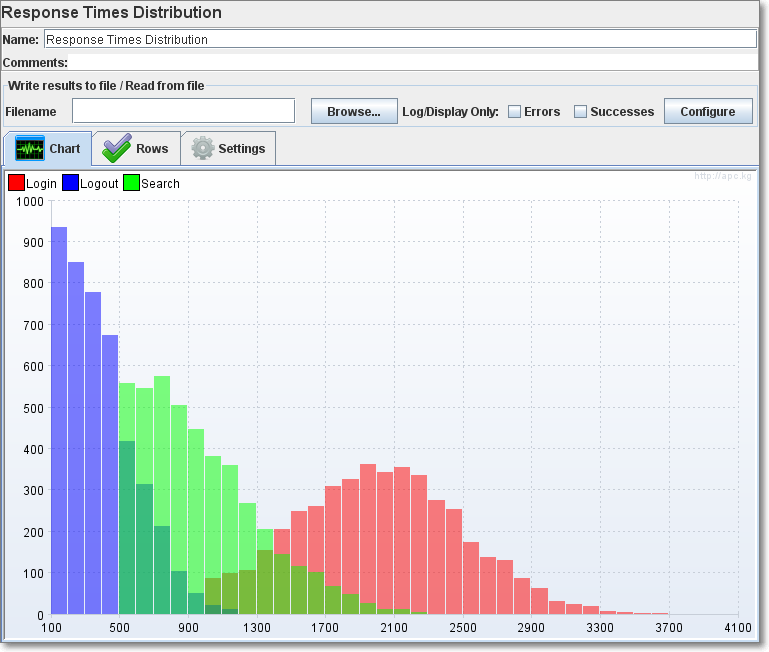 Response Times Distribution
Name: Response Times Distribution
Comments:
Write results to file / Read from file
Filename Browse... Log/Display Only: Errors Successes Configure
Chart Rows Settings
http://apc.kg
Login Logout Search
1000
900
800
700
600
500
400
300
200
100
0
100 500 900 1300 1700 2100 2500 2900 3300 3700 4100